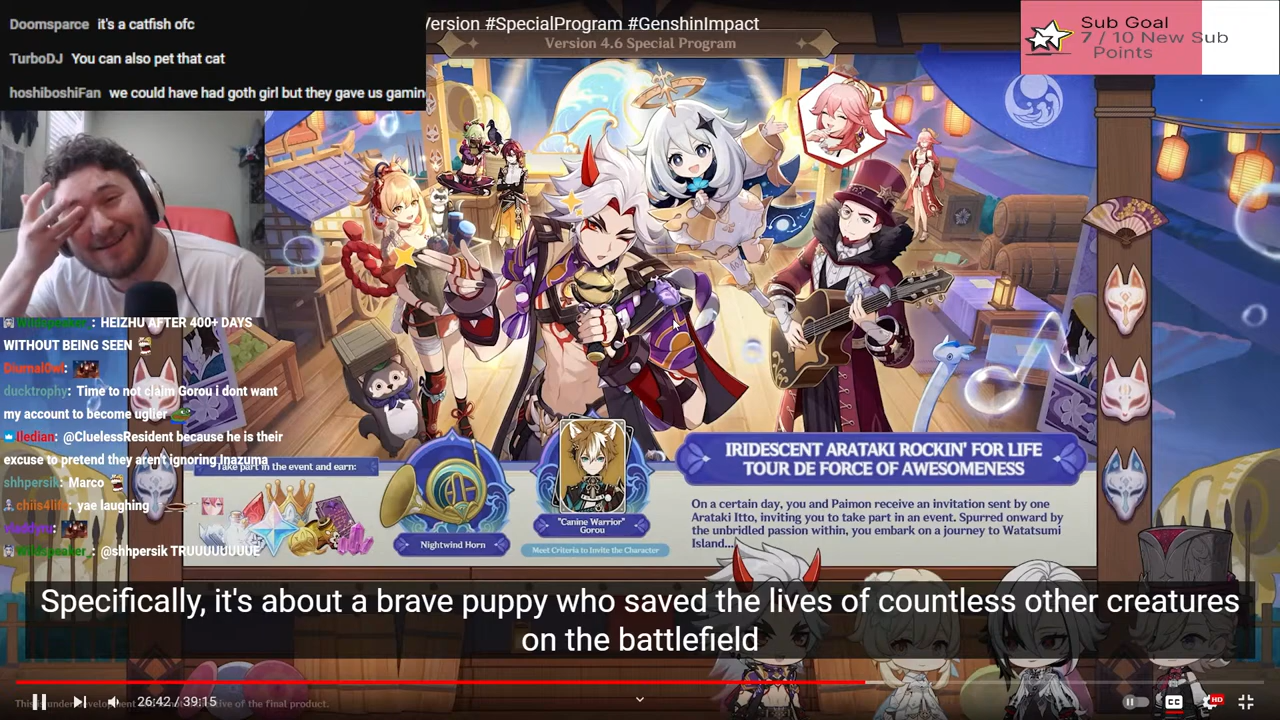 Doomsparce it's a catfish ofc
TurboDJ You can also pet that cat
hoshiboshiFan we could have had goth girl but they gave us gamin
Version #SpecialProgram #GenshinImpact
Version 4.6 Special Program
Sub Goal
7 / 10 New Sub
Points
: HEIZHU AFTER 400+ DAYS
WITHOUT BEING SEEN
DiurnalOwl:
ducktrophy: Time to not claim Gorou i dont want
my account to become uglier
Iledian: @CluelessResident because he is their
excuse to pretend they aren't ignoring Inazuma
shhpersik: Marco
chiis4life: yae laughing
: @shhpersik TRUUUUUUUUE
Take part in the event and earn:
Nightwind Horn
"Canine Warrior"
Gorou
Meet Criteria to Invite the Character
IRIDESCENT ARATAKI ROCKIN' FOR LIFE
TOUR DE FORCE OF AWESOMENESS
On a certain day, you and Paimon receive an invitation sent by one
Arataki Itto, inviting you to take part in an event. Spurred onward by
the unbridled passion within, you embark on a journey to Watatsumi
Island...
Specifically, it's about a brave puppy who saved the lives of countless other creatures
on the battlefield
26:42 / 39:15
of the final product.
CC
HD